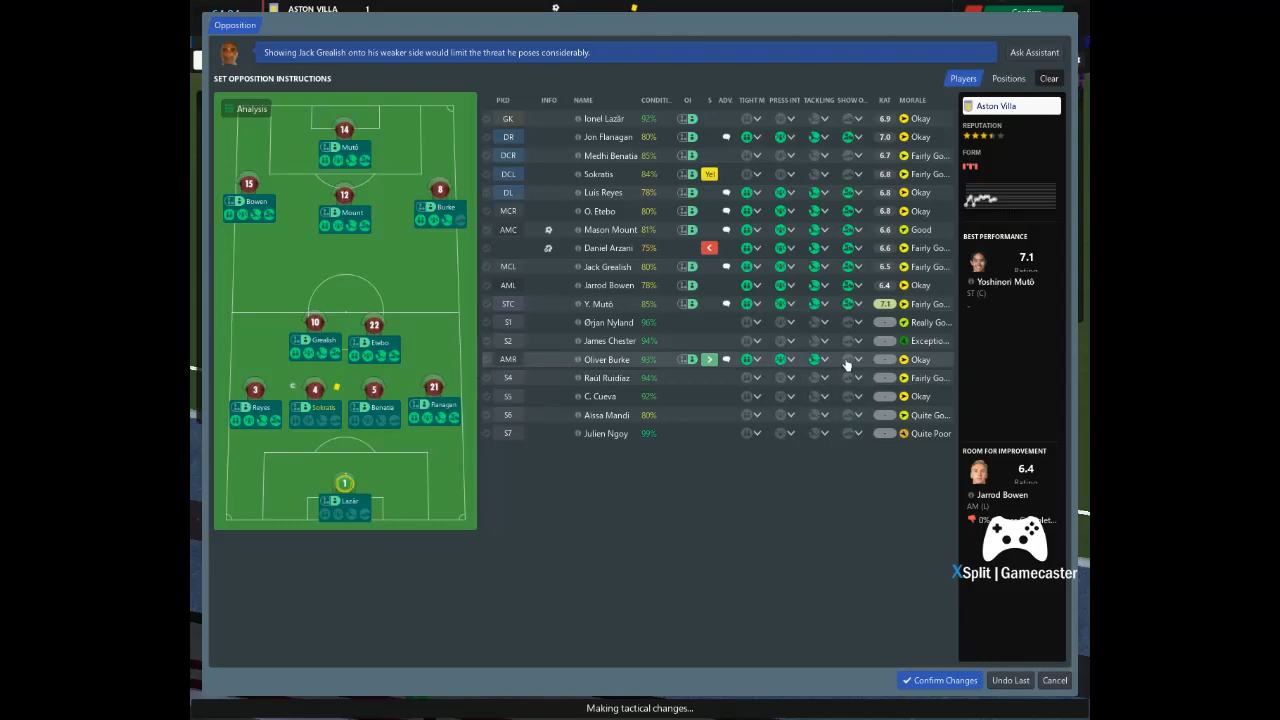 ASTON VILLA 1
Confirm
Opposition
Showing Jack Grealish onto his weaker side would limit the threat he poses considerably.
Ask Assistant
SET OPPOSITION INSTRUCTIONS
Players Positions Clear
Analysis
14
Mutō
15
Bowen
12
Mount
8
Burke
10
Grealish
22
Etebo
3
Reyes
C 4
Sokratis
5
Benatia
21
Flanagan
1
Lazăr
PKD INFO NAME CONDITI... OI S ADV. TIGHT M PRESS INT TACKLING SHOW O... RAT MORALE
GK Ionel Lazăr 92% 6.9 Okay
DR Jon Flanagan 80% 7.0 Okay
DCR Medhi Benatia 85% 6.7 Fairly Go...
DCL Sokratis 84% Yel 6.8 Fairly Go...
DL Luis Reyes 78% 6.8 Okay
MCR O. Etebo 80% 6.8 Okay
AMC Mason Mount 81% 6.6 Good
Daniel Arzani 75% 6.6 Fairly Go...
MCL Jack Grealish 80% 6.5 Fairly Go...
AML Jarrod Bowen 78% 6.4 Okay
STC Y. Mutō 85% 7.1 Fairly Go...
S1 Ørjan Nyland 96% - Really Go...
S2 James Chester 94% - Exceptio...
AMR Oliver Burke 93% - Okay
S4 Raúl Ruidíaz 94% - Fairly Go...
S5 C. Cueva 92% - Okay
S6 Aïssa Mandi 80% - Quite Go...
S7 Julien Ngoy 99% - Quite Poor
Aston Villa
REPUTATION
FORM
BEST PERFORMANCE
7.1
Rating
Yoshinori Mutō
ST (C)
-
ROOM FOR IMPROVEMENT
6.4
Rating
Jarrod Bowen
AM (L)
XSplit | Gamecaster
Confirm Changes Undo Last Cancel
Making tactical changes...